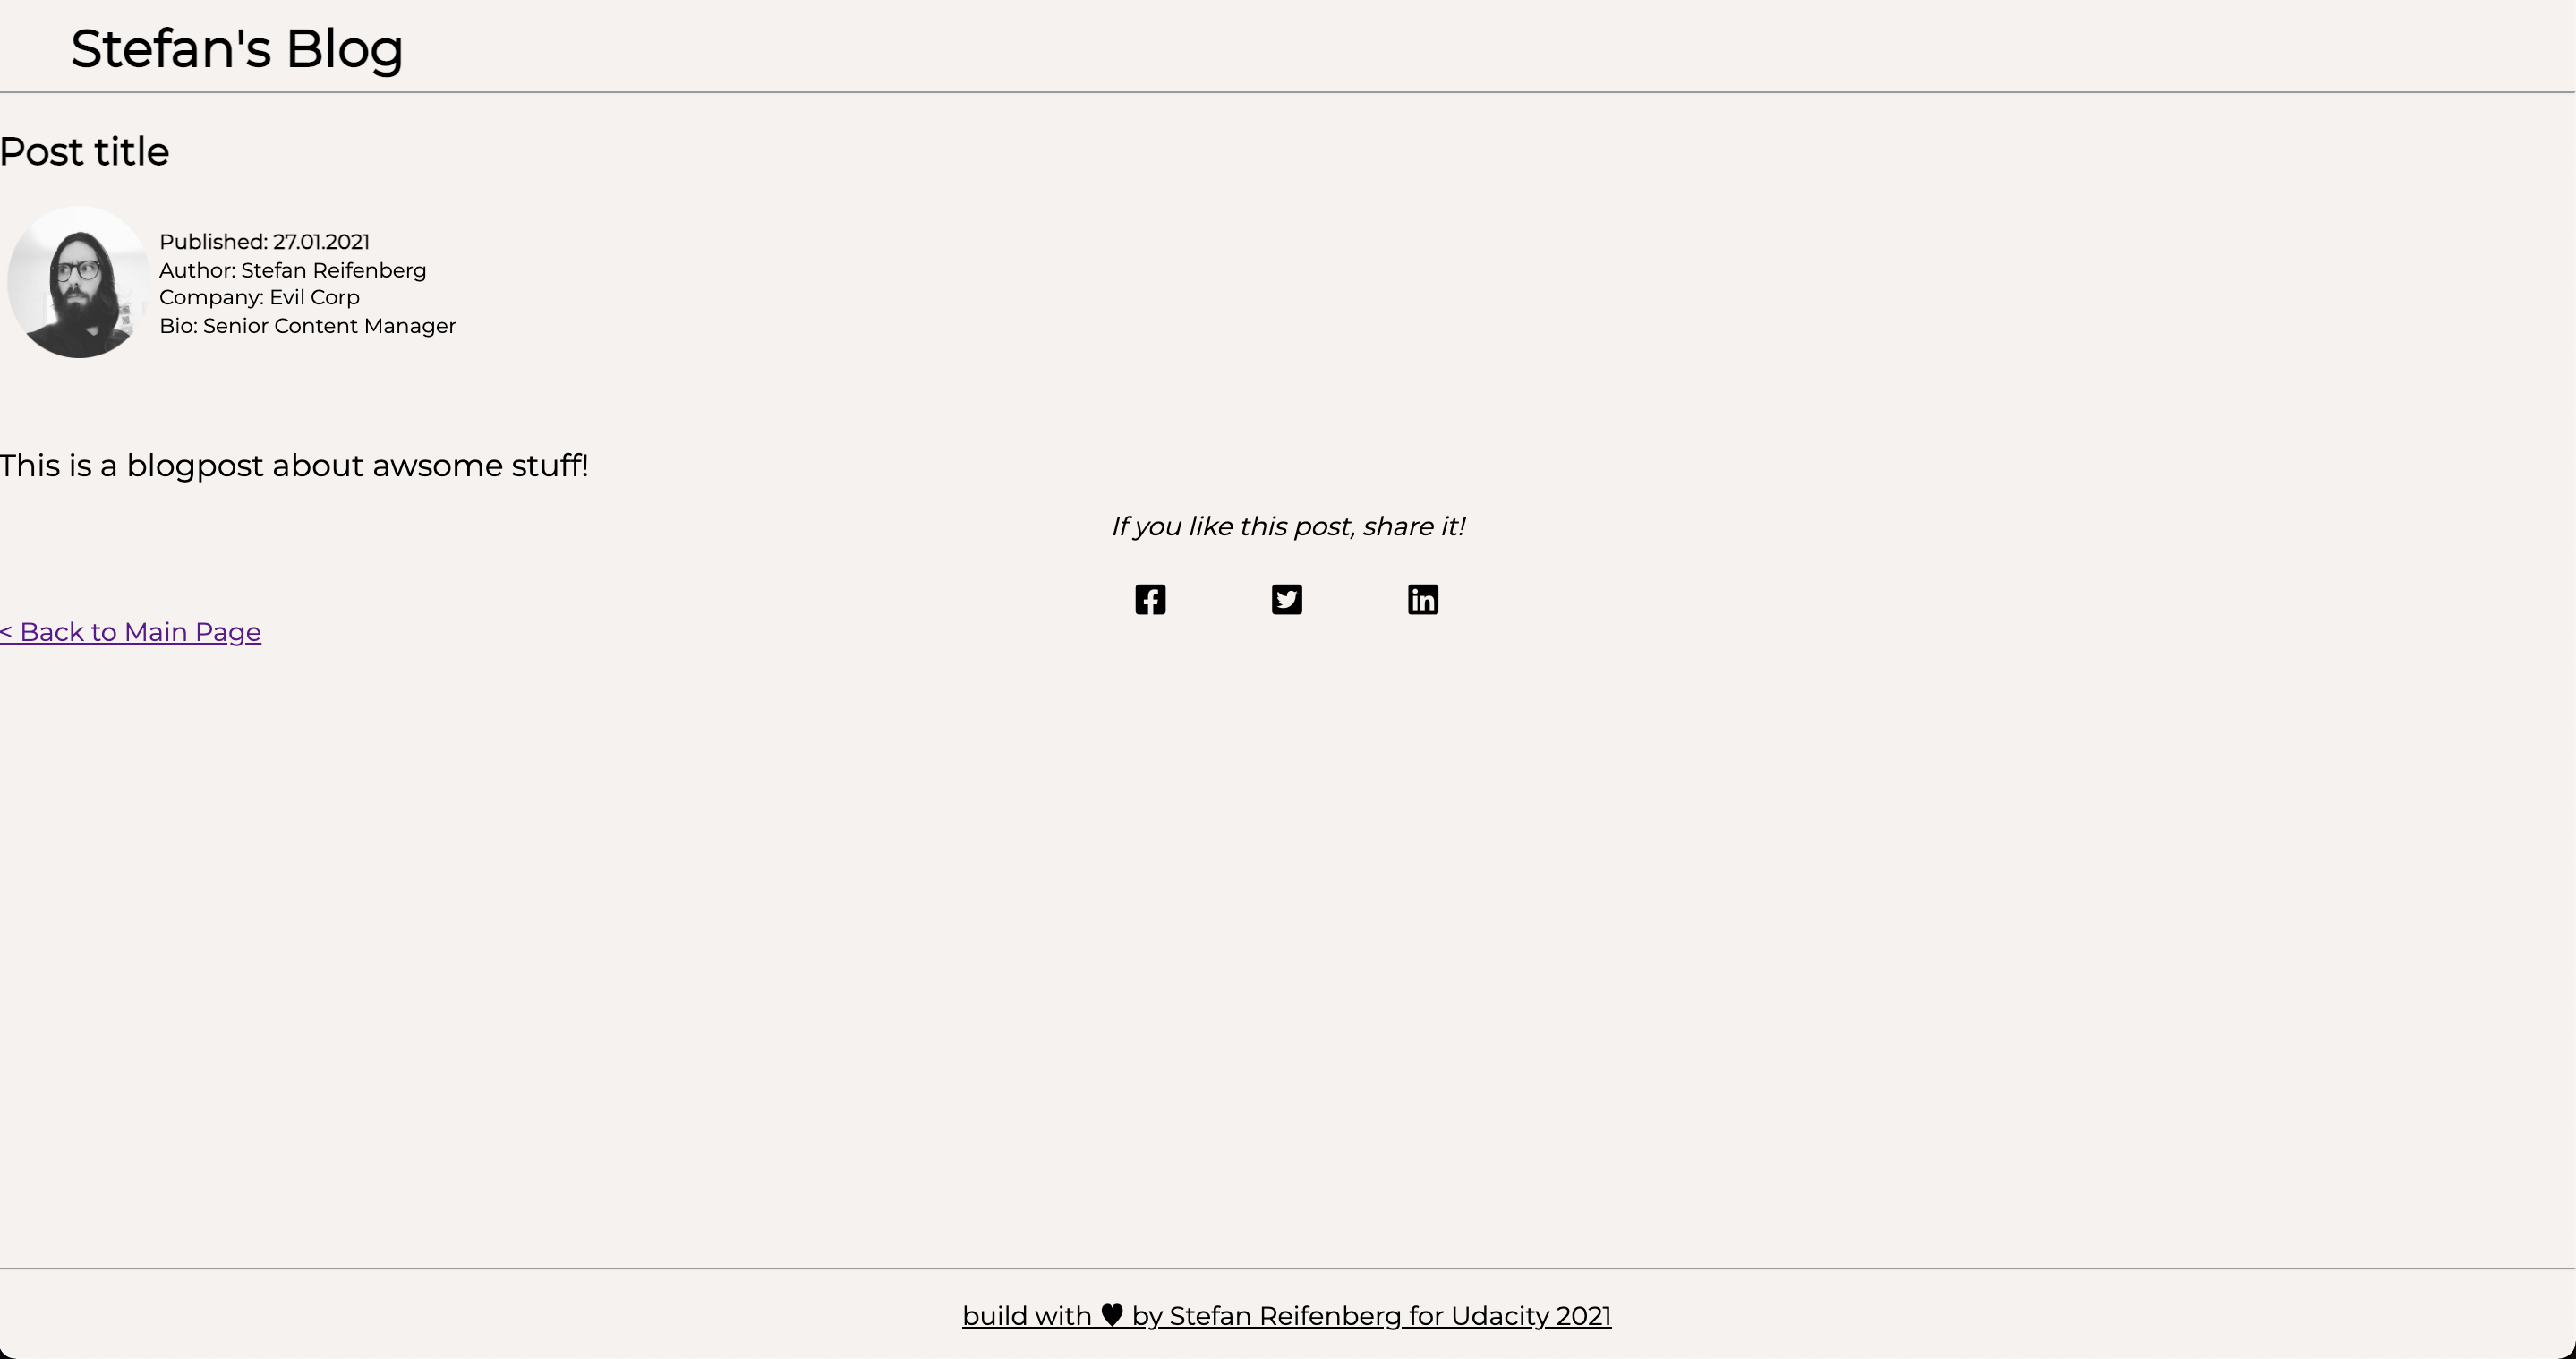 Stefan's Blog
Post title
Published: 27.01.2021
Author: Stefan Reifenberg
Company: Evil Corp
Bio: Senior Content Manager
This is a blogpost about awsome stuff!
If you like this post, share it!
< Back to Main Page
build with ♥ by Stefan Reifenberg for Udacity 2021